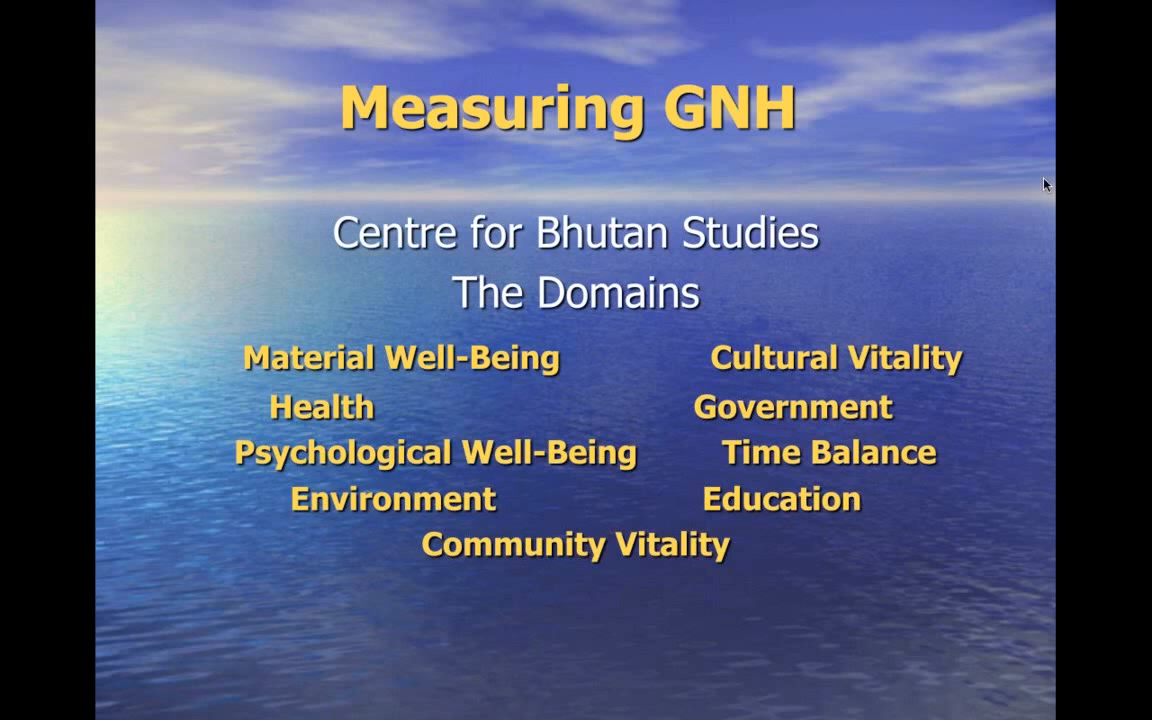 Measuring GNH
Centre for Bhutan Studies
The Domains
Material Well-Being Cultural Vitality
Health Government
Psychological Well-Being Time Balance
Environment Education
Community Vitality